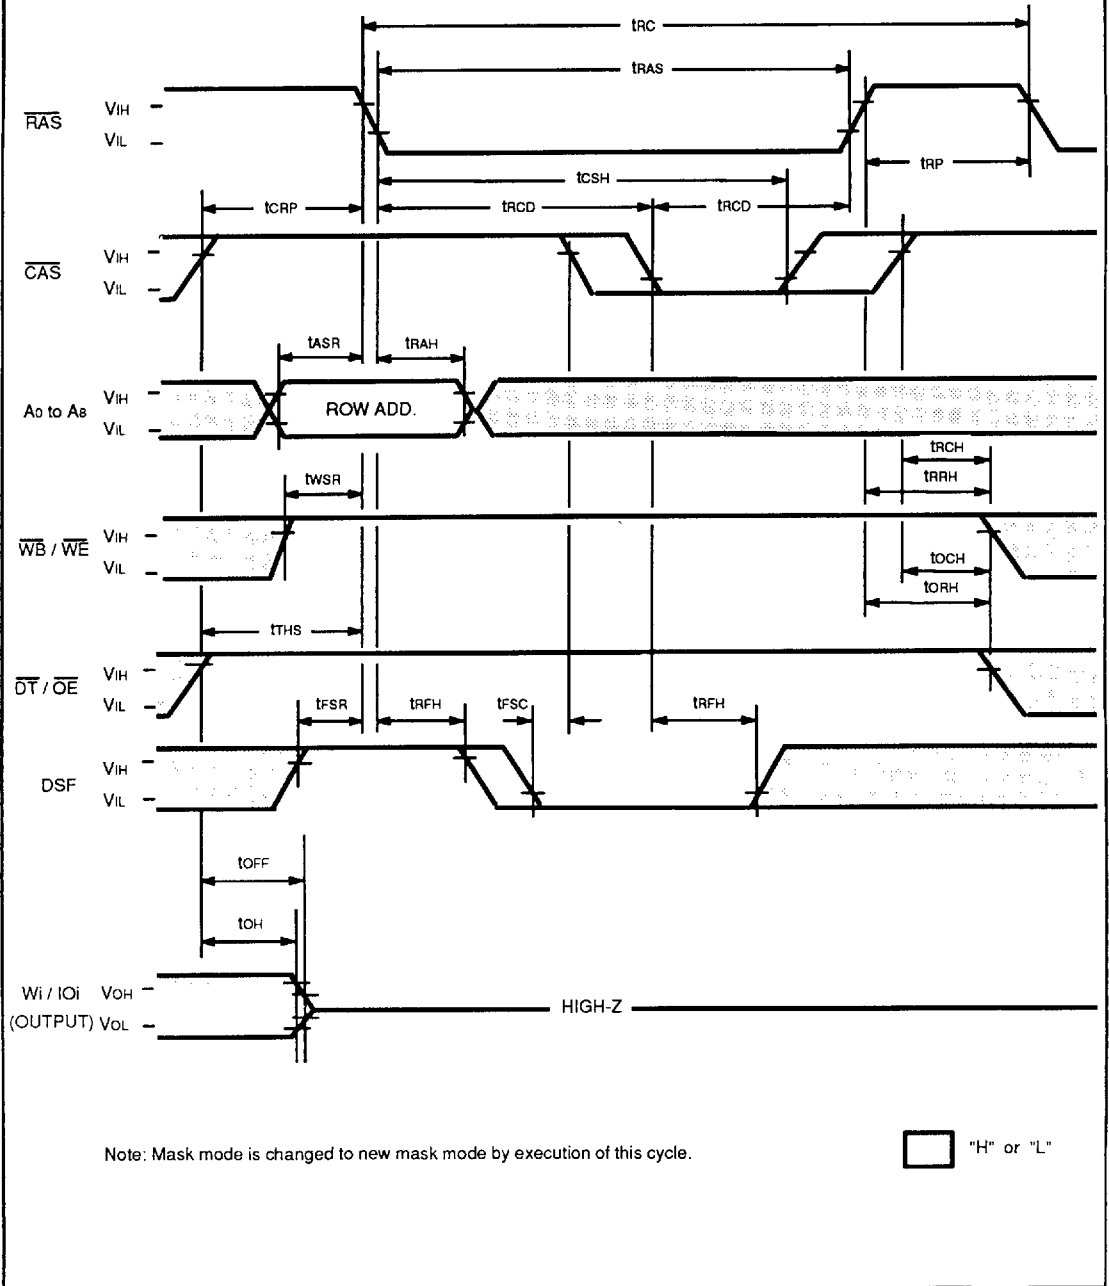 tRC
tRAS
RAS VIH
VIL
tRP
tCSH
tCRP tRCD tRCD
CAS VIH
VIL
tASR tRAH
A0 to A8 VIH
VIL
ROW ADD.
tRCH
tRRH
tWSR
WB / WE VIH
VIL
tOCH
tORH
tTHS
DT / OE VIH
VIL
tFSR tRFH tFSC tRFH
DSF VIH
VIL
tOFF
tOH
Wi / IOi VOH
(OUTPUT) VOL
HIGH-Z
Note: Mask mode is changed to new mask mode by execution of this cycle.
"H" or "L"